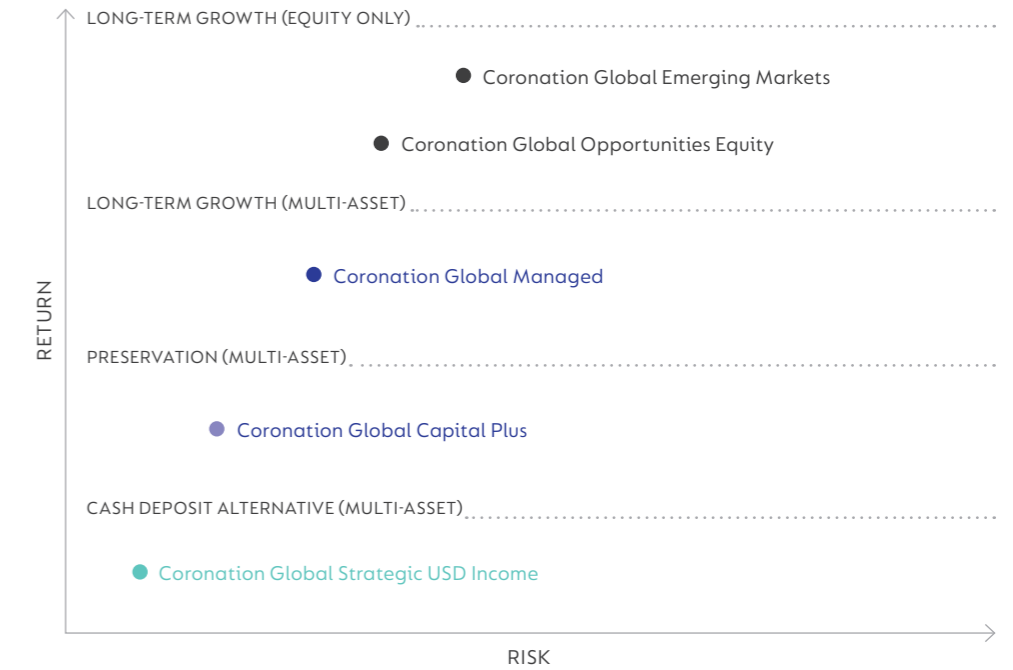 LONG-TERM GROWTH (EQUITY ONLY)
Coronation Global Emerging Markets
Coronation Global Opportunities Equity
LONG-TERM GROWTH (MULTI-ASSET)
Coronation Global Managed
RETURN
PRESERVATION (MULTI-ASSET)
Coronation Global Capital Plus
CASH DEPOSIT ALTERNATIVE (MULTI-ASSET)
Coronation Global Strategic USD Income
RISK